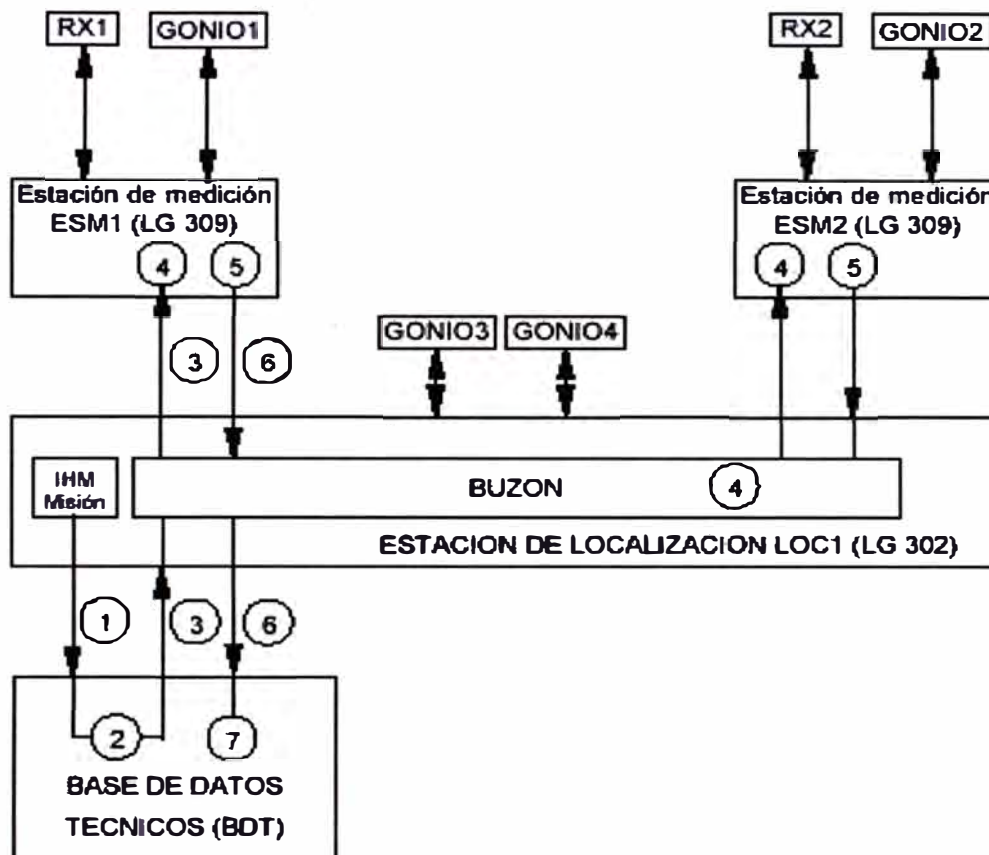 RX1
GONIO1
RX2
GONIO2
Estación de medición
ESM1 (LG 309)
4
5
Estación de medición
ESM2 (LG 309)
4
5
3
6
GONIO3
GONIO4
IHM
Misión
BUZON
4
ESTACION DE LOCALIZACION LOC1 (LG 302)
1
3
6
2
7
BASE DE DATOS
TECNICOS (BDT)